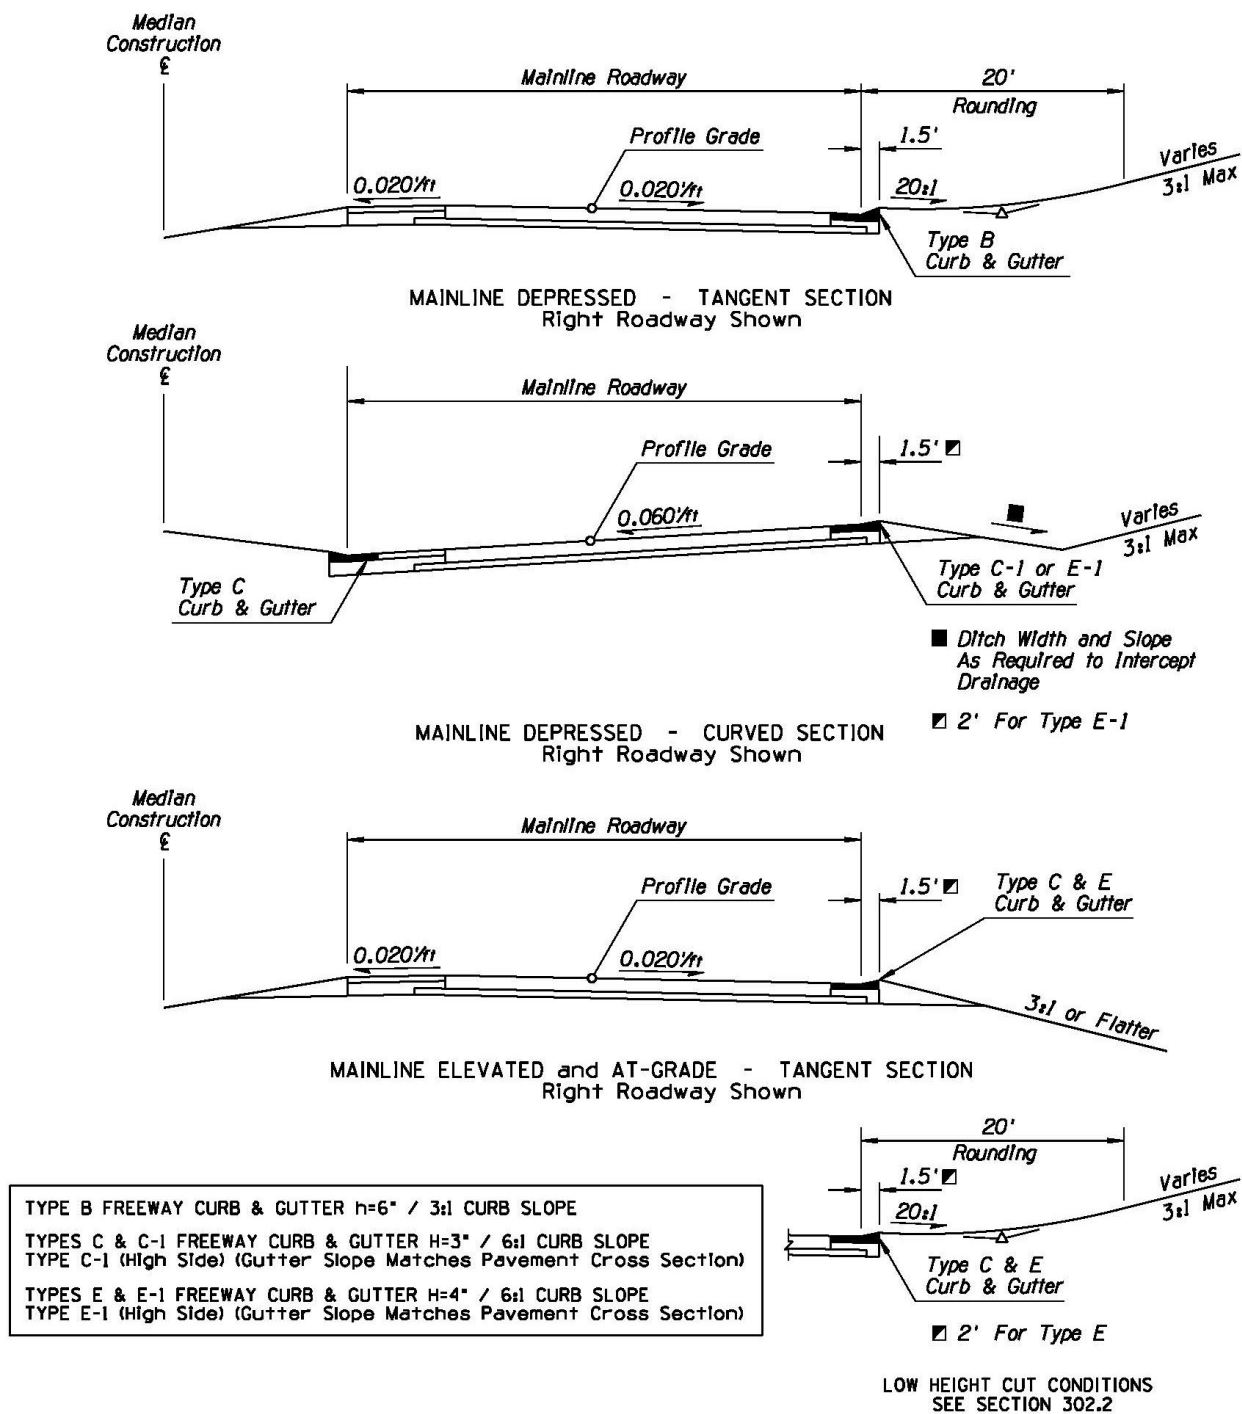 Median
Construction
℄
Mainline Roadway
20'
Rounding
Profile Grade
1.5'
Varies
3:1 Max
0.020'/ft
0.020'/ft
20:1
Type B
Curb & Gutter
MAINLINE DEPRESSED - TANGENT SECTION
Right Roadway Shown
Median
Construction
℄
Mainline Roadway
Profile Grade
1.5'
0.060'/ft
Varies
3:1 Max
Type C
Curb & Gutter
Type C-1 or E-1
Curb & Gutter
Ditch Width and Slope
As Required to Intercept
Drainage
2' For Type E-1
MAINLINE DEPRESSED - CURVED SECTION
Right Roadway Shown
Median
Construction
℄
Mainline Roadway
Profile Grade
1.5'
Type C & E
Curb & Gutter
0.020'/ft
0.020'/ft
3:1 or Flatter
MAINLINE ELEVATED and AT-GRADE - TANGENT SECTION
Right Roadway Shown
20'
Rounding
1.5'
Varies
3:1 Max
20:1
Type C & E
Curb & Gutter
2' For Type E
LOW HEIGHT CUT CONDITIONS
SEE SECTION 302.2
TYPE B FREEWAY CURB & GUTTER h=6" / 3:1 CURB SLOPE
TYPES C & C-1 FREEWAY CURB & GUTTER H=3" / 6:1 CURB SLOPE
TYPE C-1 (High Side) (Gutter Slope Matches Pavement Cross Section)
TYPES E & E-1 FREEWAY CURB & GUTTER H=4" / 6:1 CURB SLOPE
TYPE E-1 (High Side) (Gutter Slope Matches Pavement Cross Section)